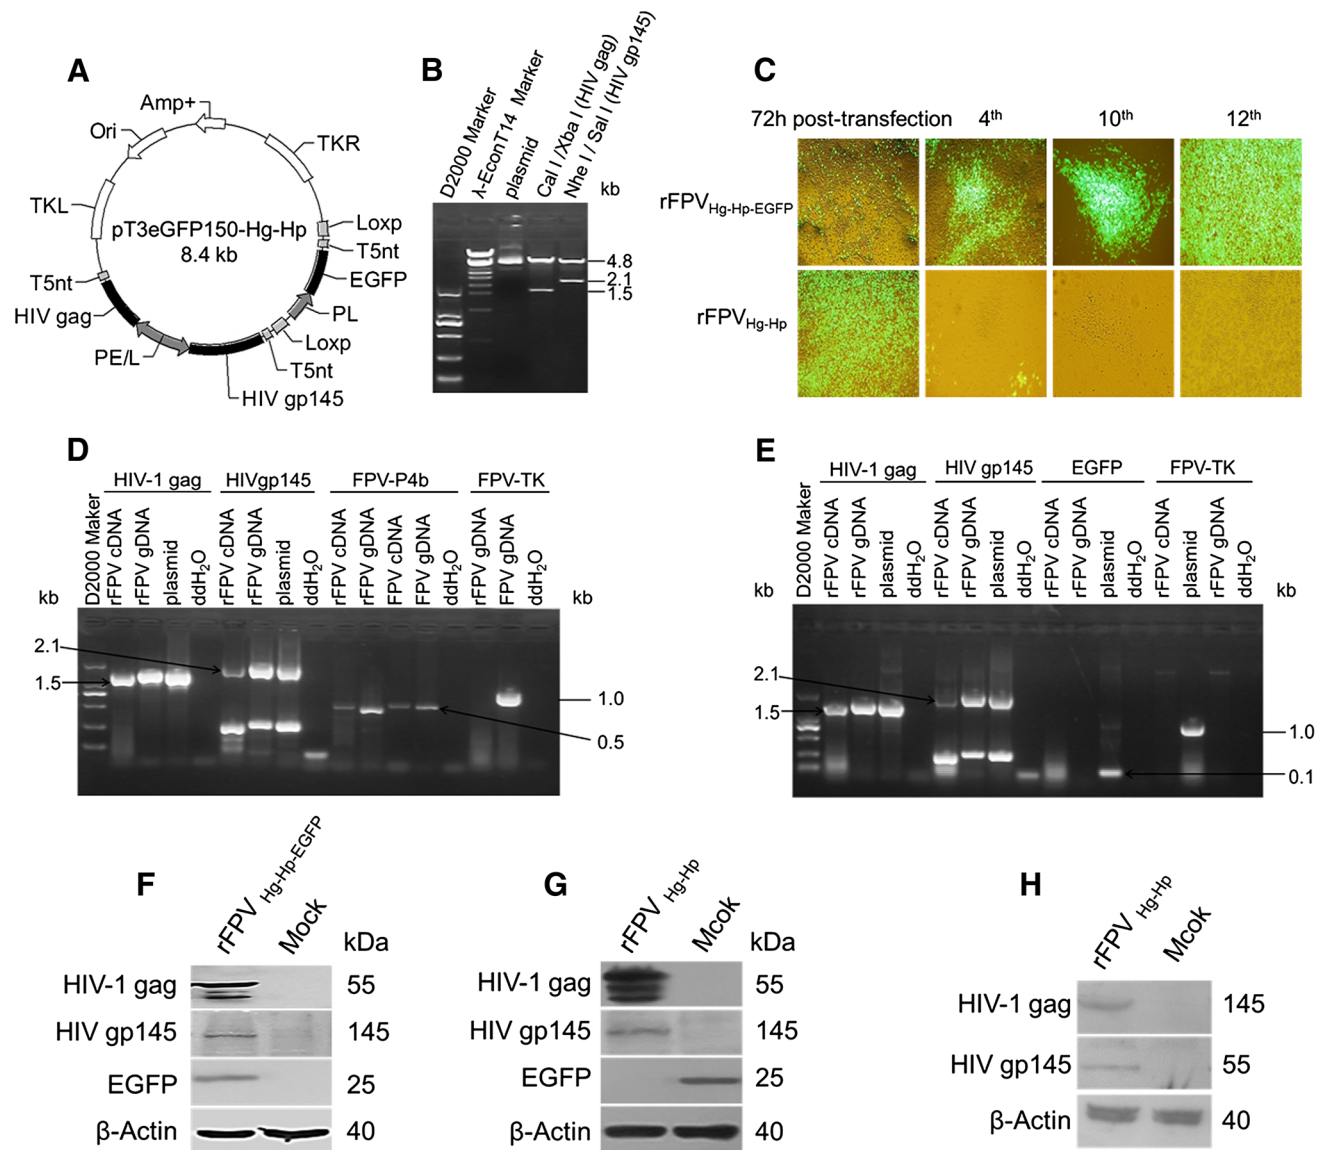 A
Amp+
Ori
TKR
TKL
pT3eGFP150-Hg-Hp
8.4 kb
Loxp
T5nt
EGFP
T5nt
HIV gag
PL
PE/L
Loxp
T5nt
HIV gp145
B
D2000 Marker
λ-EconT14 Marker
plasmid
Cal I /Xba I (HIV gag)
Nhe I / Sal I (HIV gp145)
kb
4.8
2.1
1.5
C
72h post-transfection 4th 10th 12th
rFPVHg-Hp-EGFP
rFPVHg-Hp
D
HIV-1 gag HIVgp145 FPV-P4b FPV-TK
D2000 Maker
rFPV cDNA
rFPV gDNA
plasmid
ddH2O
rFPV cDNA
rFPV gDNA
plasmid
ddH2O
rFPV cDNA
rFPV gDNA
FPV cDNA
FPV gDNA
ddH2O
rFPV gDNA
FPV gDNA
ddH2O
kb
kb
2.1
1.5
1.0
0.5
E
HIV-1 gag HIV gp145 EGFP FPV-TK
D2000 Maker
rFPV cDNA
rFPV gDNA
plasmid
ddH2O
rFPV cDNA
rFPV gDNA
plasmid
ddH2O
rFPV cDNA
rFPV gDNA
plasmid
ddH2O
rFPV cDNA
plasmid
rFPV gDNA
ddH2O
kb
kb
2.1
1.5
1.0
0.1
F
rFPV Hg-Hp-EGFP
Mock
kDa
HIV-1 gag 55
HIV gp145 145
EGFP 25
β-Actin 40
G
rFPV Hg-Hp
Mcok
kDa
HIV-1 gag 55
HIV gp145 145
EGFP 25
β-Actin 40
H
rFPV Hg-Hp
Mcok
HIV-1 gag 145
HIV gp145 55
β-Actin 40